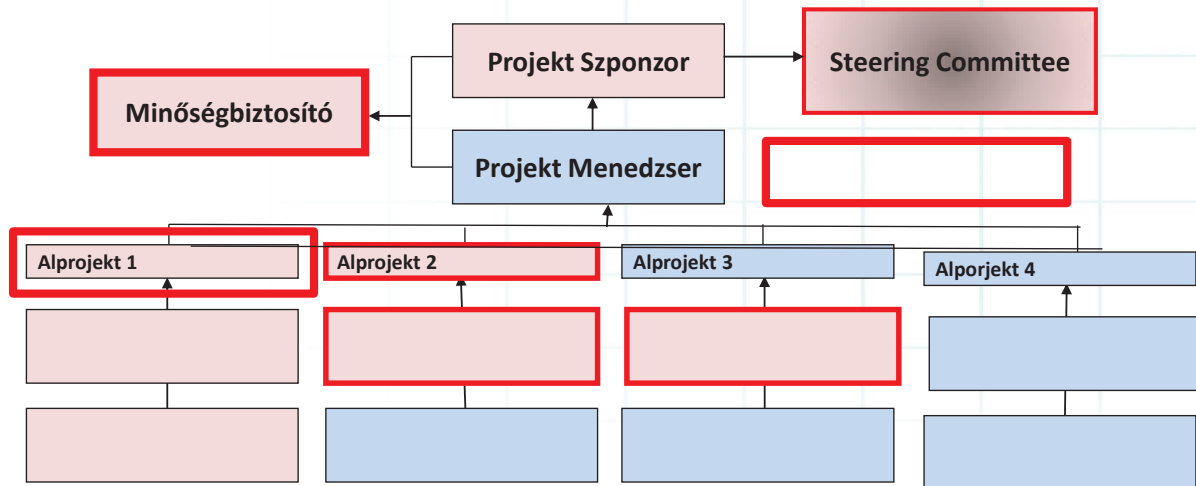 Projekt Szponzor
Steering Committee
Minőségbiztosító
Projekt Menedzser
Alprojekt 1
Alprojekt 2
Alprojekt 3
Alporjekt 4